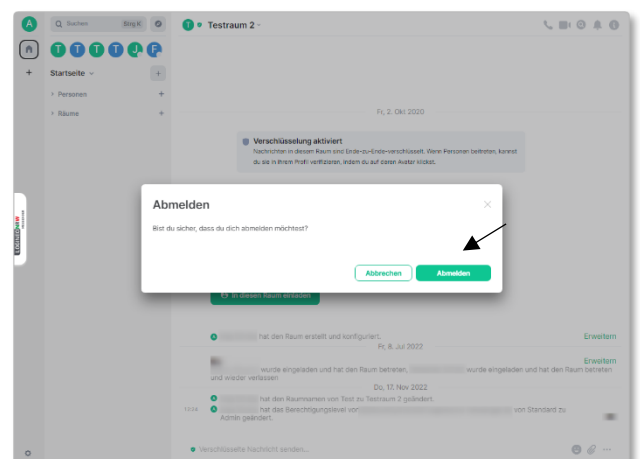 A
Suchen
Strg K
Testraum 2
T T T T J F
Startseite
Personen
Räume
Fr, 2. Okt 2020
Verschlüsselung aktiviert
Nachrichten in diesem Raum sind Ende-zu-Ende-verschlüsselt. Wenn Personen beitreten, kannst
du sie in ihrem Profil verifizieren, indem du auf deren Avatar klickst.
Abmelden
Bist du sicher, dass du dich abmelden möchtest?
Abbrechen
Abmelden
In diesen Raum einladen
hat den Raum erstellt und konfiguriert.
Erweitern
Fr, 8. Jul 2022
Erweitern
wurde eingeladen und hat den Raum betreten, wurde eingeladen und hat den Raum betreten
und wieder verlassen
Do, 17. Nov 2022
hat den Raumnamen von Test zu Testraum 2 geändert.
hat das Berechtigungslevel von von Standard zu
Admin geändert.
Verschlüsselte Nachricht senden...